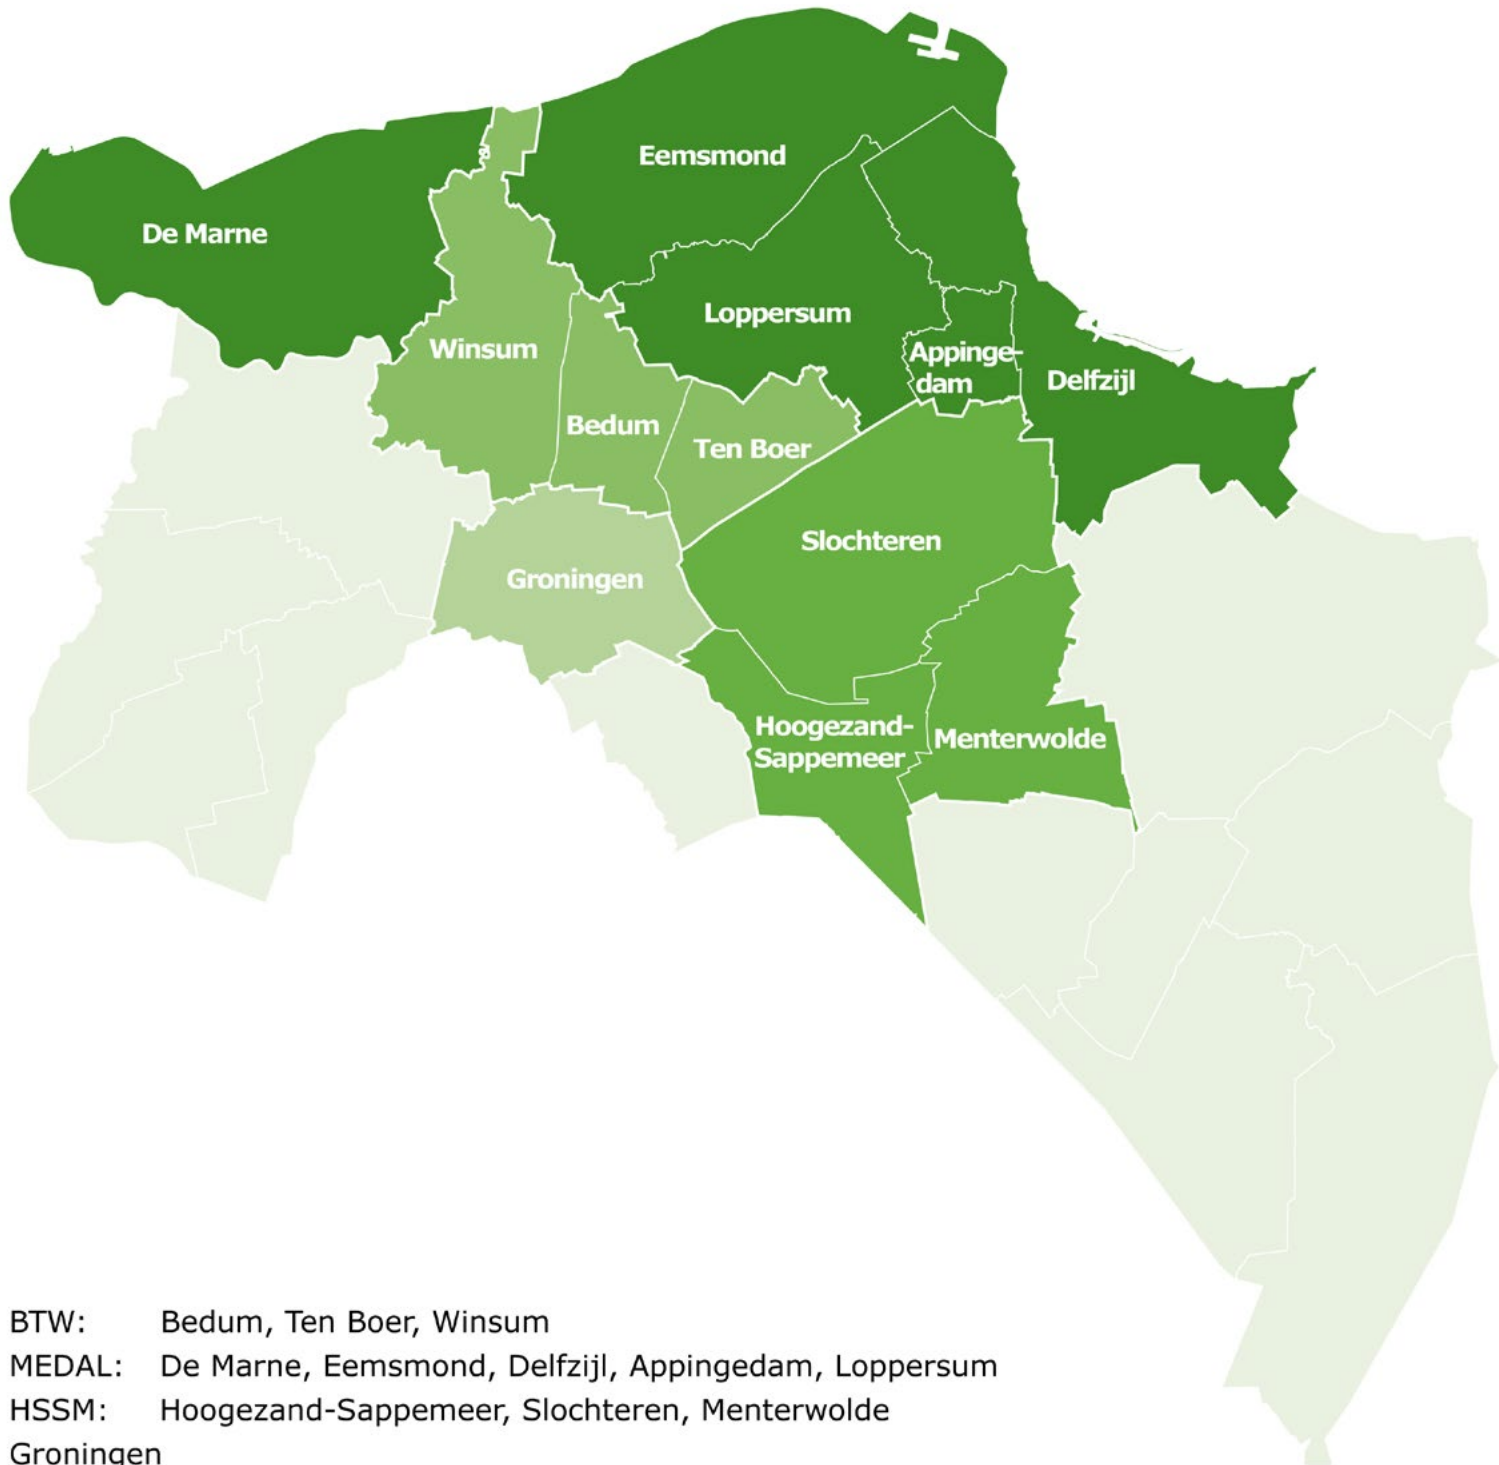 Eemsmond
De Marne
Loppersum
Winsum
Appinge-
dam
Delfzijl
Bedum
Ten Boer
Slochteren
Groningen
Hoogezand-
Sappemeer
Menterwolde
BTW: Bedum, Ten Boer, Winsum
MEDAL: De Marne, Eemsmond, Delfzijl, Appingedam, Loppersum
HSSM: Hoogezand-Sappemeer, Slochteren, Menterwolde
Groningen